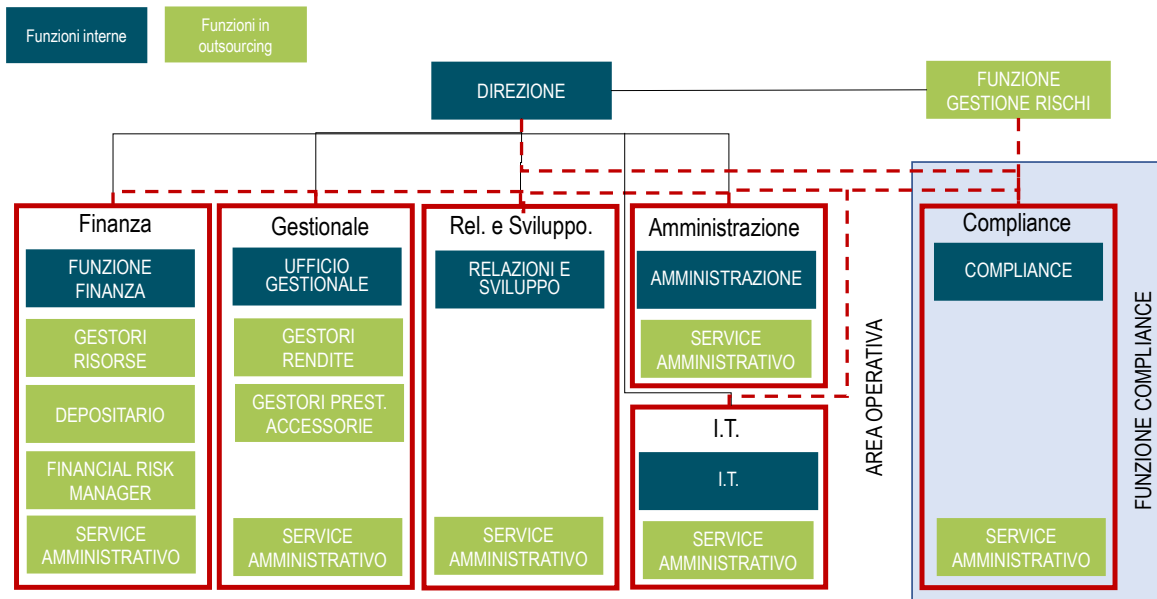 Funzioni interne
Funzioni in
outsourcing
DIREZIONE
FUNZIONE
GESTIONE RISCHI
Finanza
FUNZIONE
FINANZA
GESTORI
RISORSE
DEPOSITARIO
FINANCIAL RISK
MANAGER
SERVICE
AMMINISTRATIVO
Gestionale
UFFICIO
GESTIONALE
GESTORI
RENDITE
GESTORI PREST.
ACCESSORIE
SERVICE
AMMINISTRATIVO
Rel. e Sviluppo.
RELAZIONI E
SVILUPPO
SERVICE
AMMINISTRATIVO
Amministrazione
AMMINISTRAZIONE
SERVICE
AMMINISTRATIVO
I.T.
I.T.
SERVICE
AMMINISTRATIVO
AREA OPERATIVA
Compliance
COMPLIANCE
SERVICE
AMMINISTRATIVO
FUNZIONE COMPLIANCE